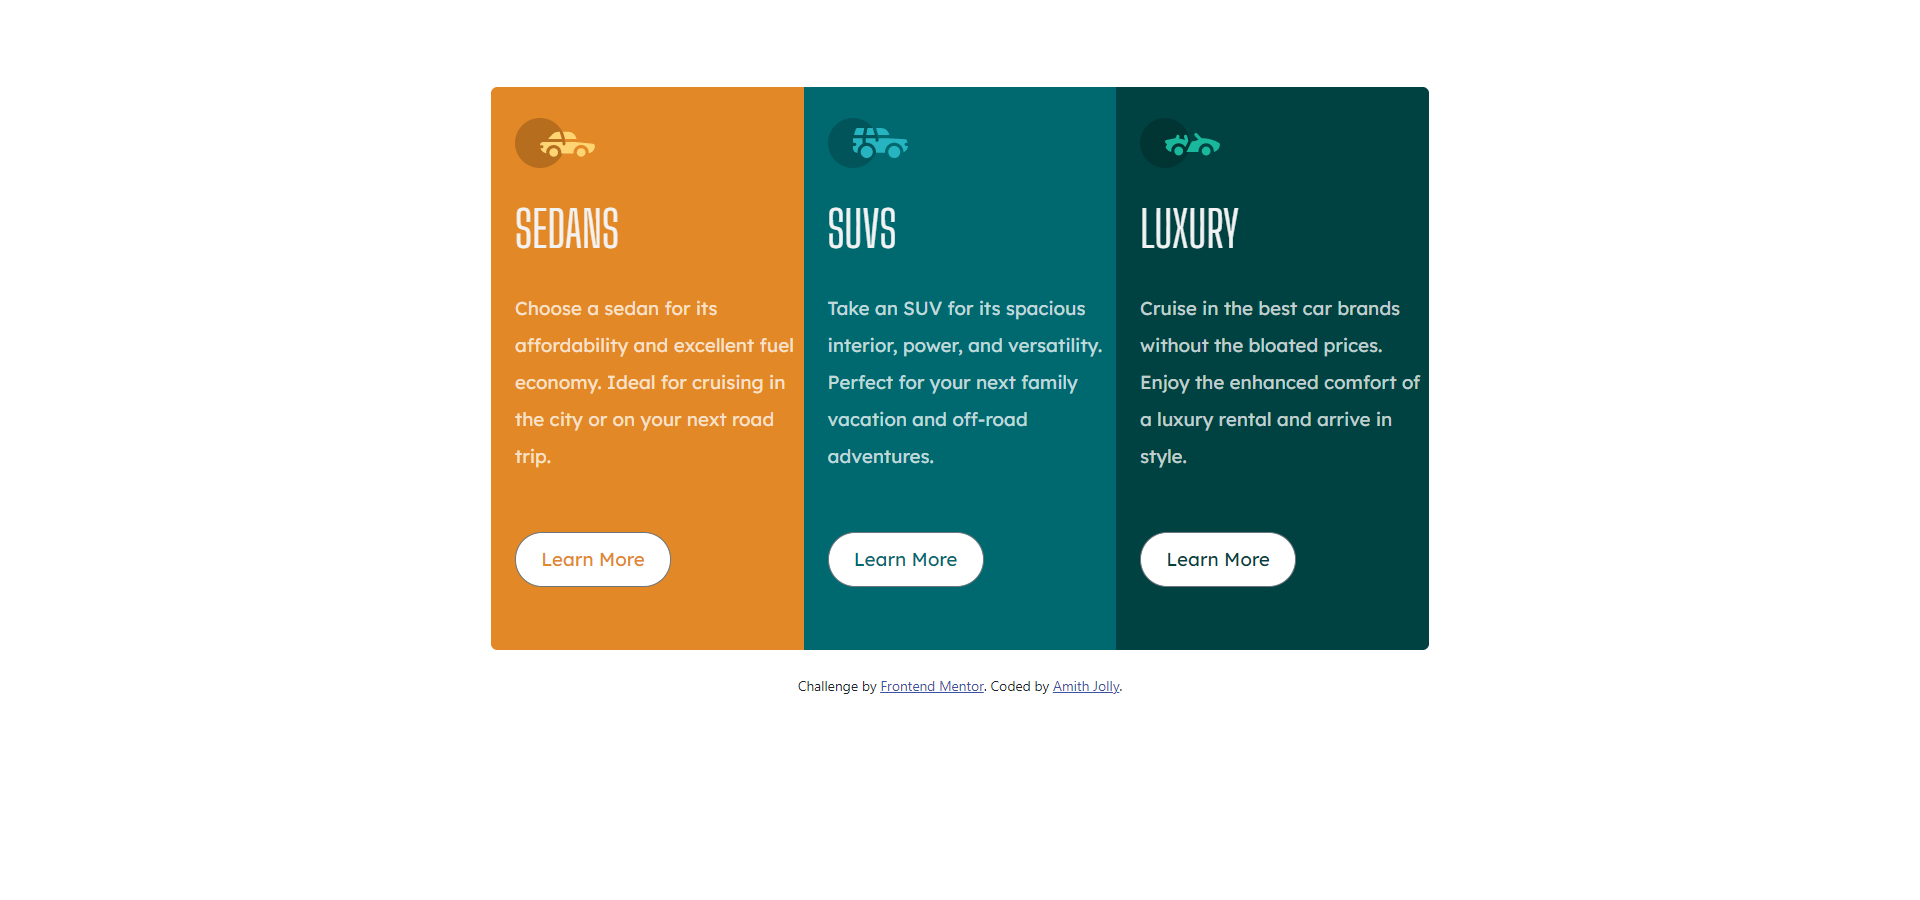 SEDANS
Choose a sedan for its
affordability and excellent fuel
economy. Ideal for cruising in
the city or on your next road
trip.
Learn More
SUVS
Take an SUV for its spacious
interior, power, and versatility.
Perfect for your next family
vacation and off-road
adventures.
Learn More
LUXURY
Cruise in the best car brands
without the bloated prices.
Enjoy the enhanced comfort of
a luxury rental and arrive in
style.
Learn More
Challenge by Frontend Mentor. Coded by Amith Jolly.